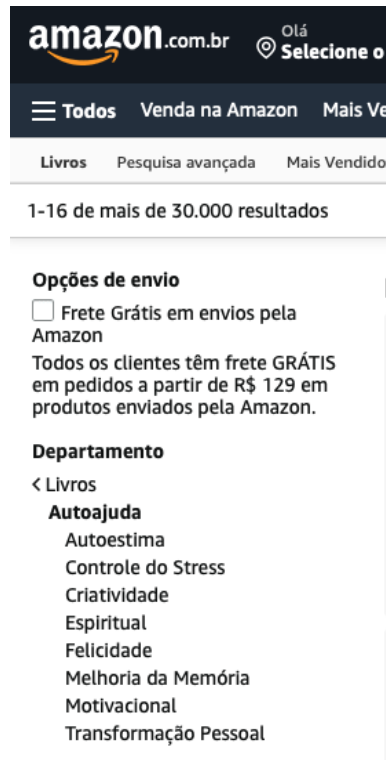 amazon.com.br
Olá
Selecione o
Todos Venda na Amazon Mais Ve
Livros Pesquisa avançada Mais Vendido
1-16 de mais de 30.000 resultados
Opções de envio
Frete Grátis em envios pela
Amazon
Todos os clientes têm frete GRÁTIS
em pedidos a partir de R$ 129 em
produtos enviados pela Amazon.
Departamento
Livros
Autoajuda
Autoestima
Controle do Stress
Criatividade
Espiritual
Felicidade
Melhoria da Memória
Motivacional
Transformação Pessoal